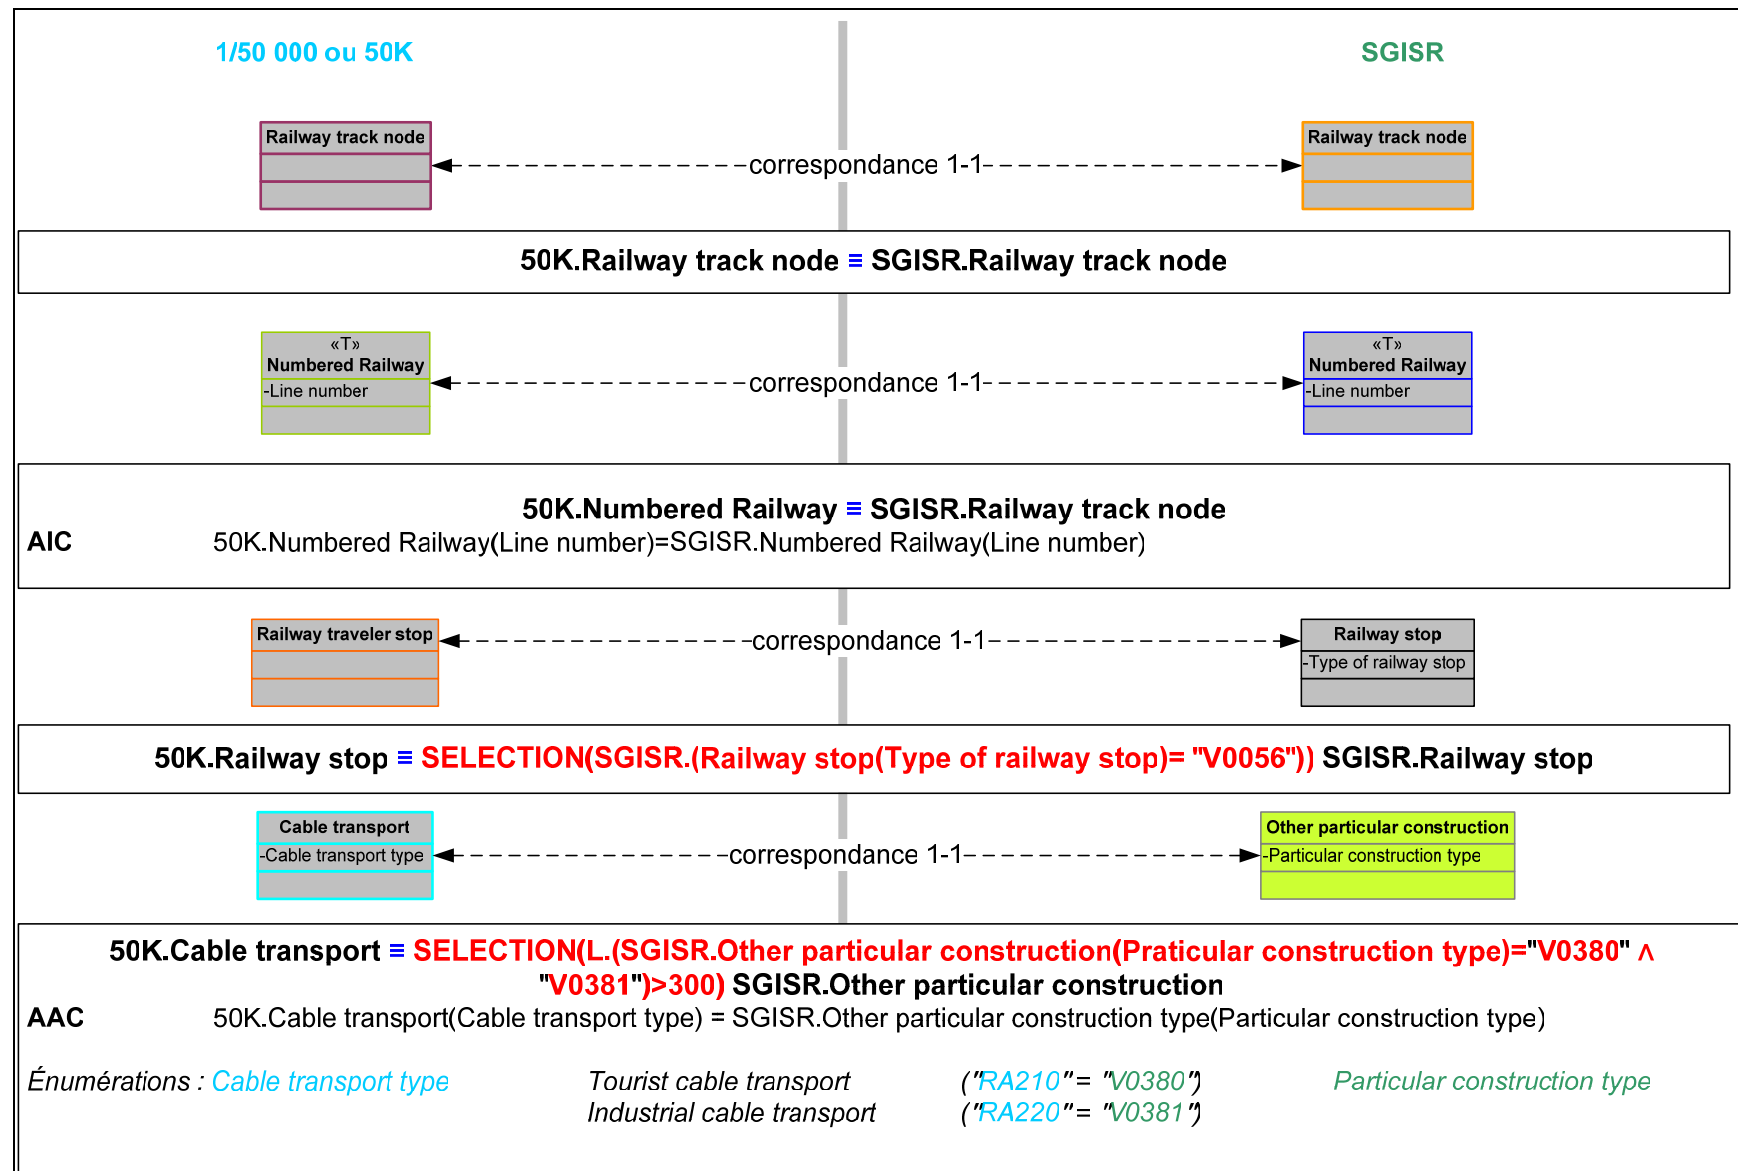 1/50 000 ou 50K
SGISR
Railway track node
correspondance 1-1
Railway track node
50K.Railway track node ≡ SGISR.Railway track node
«T»
Numbered Railway
-Line number
correspondance 1-1
«T»
Numbered Railway
-Line number
50K.Numbered Railway ≡ SGISR.Railway track node
AIC 50K.Numbered Railway(Line number)=SGISR.Numbered Railway(Line number)
Railway traveler stop
correspondance 1-1
Railway stop
-Type of railway stop
50K.Railway stop ≡ SELECTION(SGISR.(Railway stop(Type of railway stop)= "V0056")) SGISR.Railway stop
Cable transport
-Cable transport type
correspondance 1-1
Other particular construction
-Particular construction type
50K.Cable transport ≡ SELECTION(L.(SGISR.Other particular construction(Praticular construction type)="V0380" ∧
"V0381")>300) SGISR.Other particular construction
AAC 50K.Cable transport(Cable transport type) = SGISR.Other particular construction type(Particular construction type)
Énumérations : Cable transport type Tourist cable transport ("RA210"= "V0380") Particular construction type
Industrial cable transport ("RA220"= "V0381")